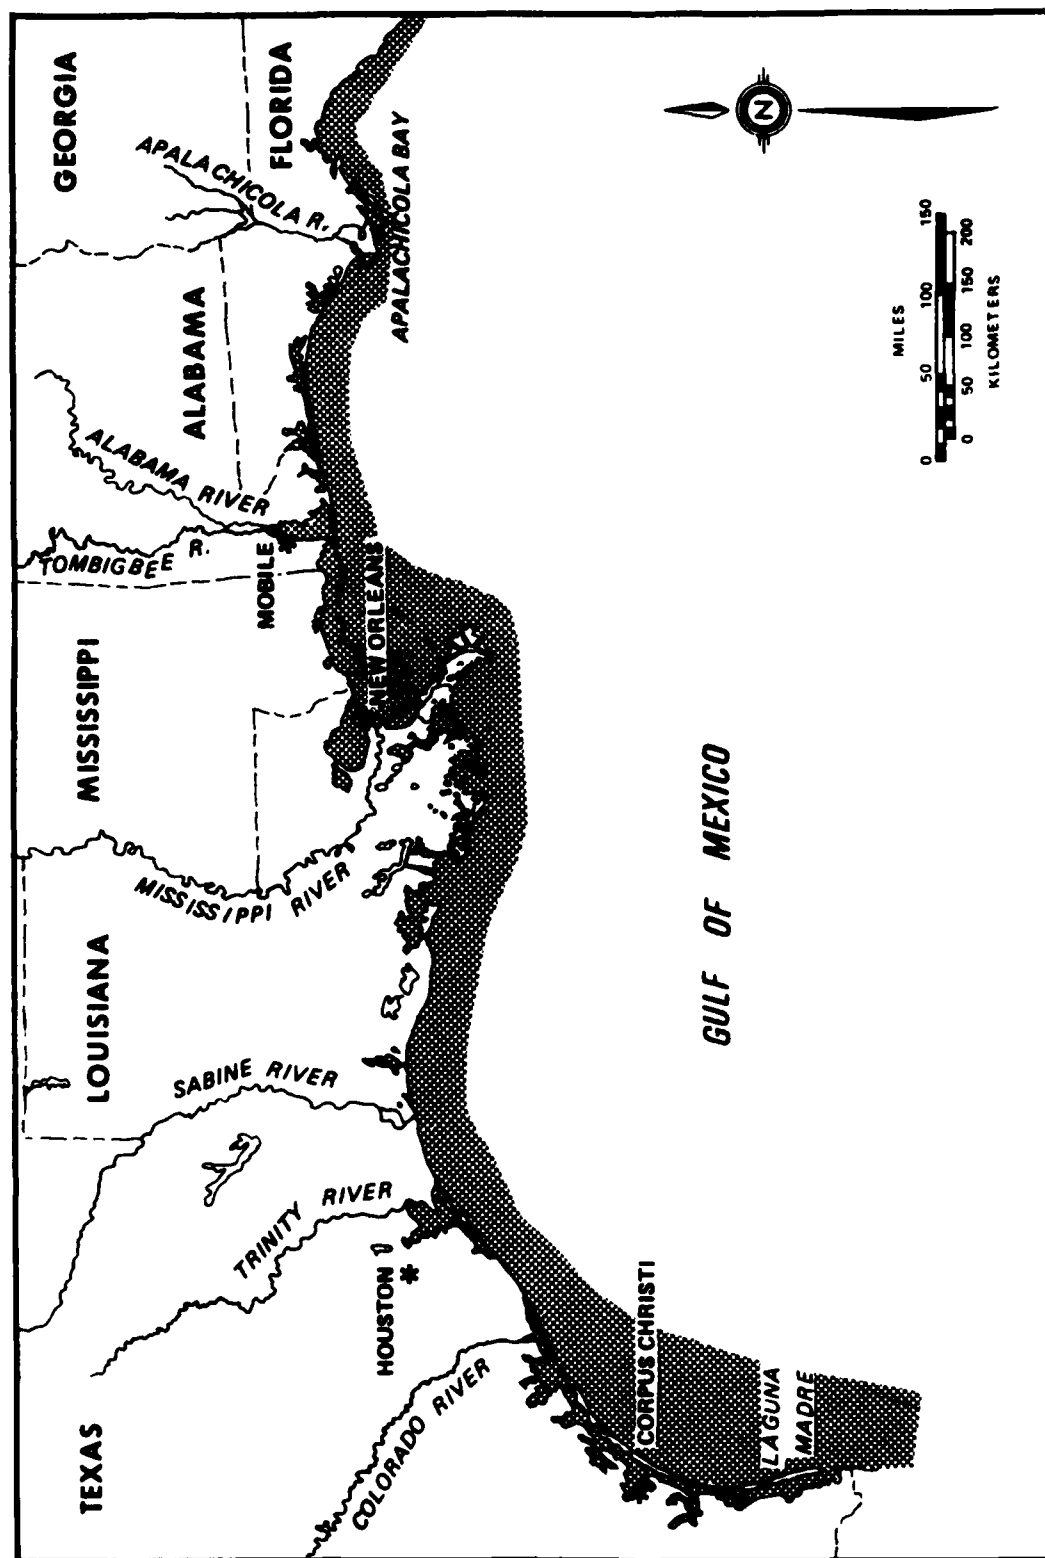 TEXAS
LOUISIANA
MISSISSIPPI
ALABAMA
GEORGIA
FLORIDA
COLORADO RIVER
TRINITY RIVER
SABINE RIVER
MISSISSIPPI RIVER
TOMBIGBEE R.
ALABAMA RIVER
APALACHICOLA R.
HOUSTON
*
MOBILE
NEW ORLEANS
APALACHICOLA BAY
CORPUS CHRISTI
LAGUNA
MADRE
GULF OF MEXICO
N
MILES
0 50 100 150
0 50 100 150 200
KILOMETERS